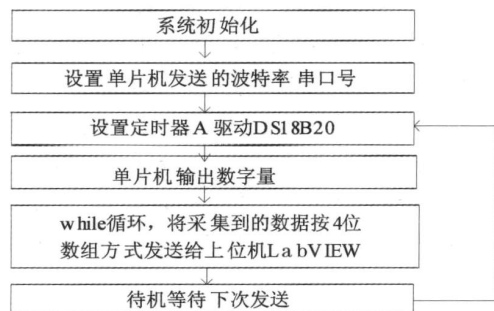 系统初始化
设置单片机发送的波特率 串口号
设置定时器A 驱动DS18B20
单片机输出数字量
while循环，将采集到的数据按4位
数组方式发送给上位机LabVIEW
待机等待下次发送